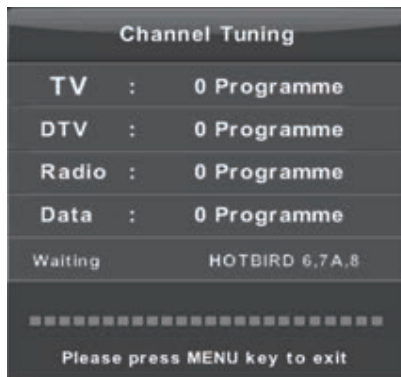 Channel Tuning
TV : 0 Programme
DTV : 0 Programme
Radio : 0 Programme
Data : 0 Programme
Waiting HOTBIRD 6,7A,8
Please press MENU key to exit